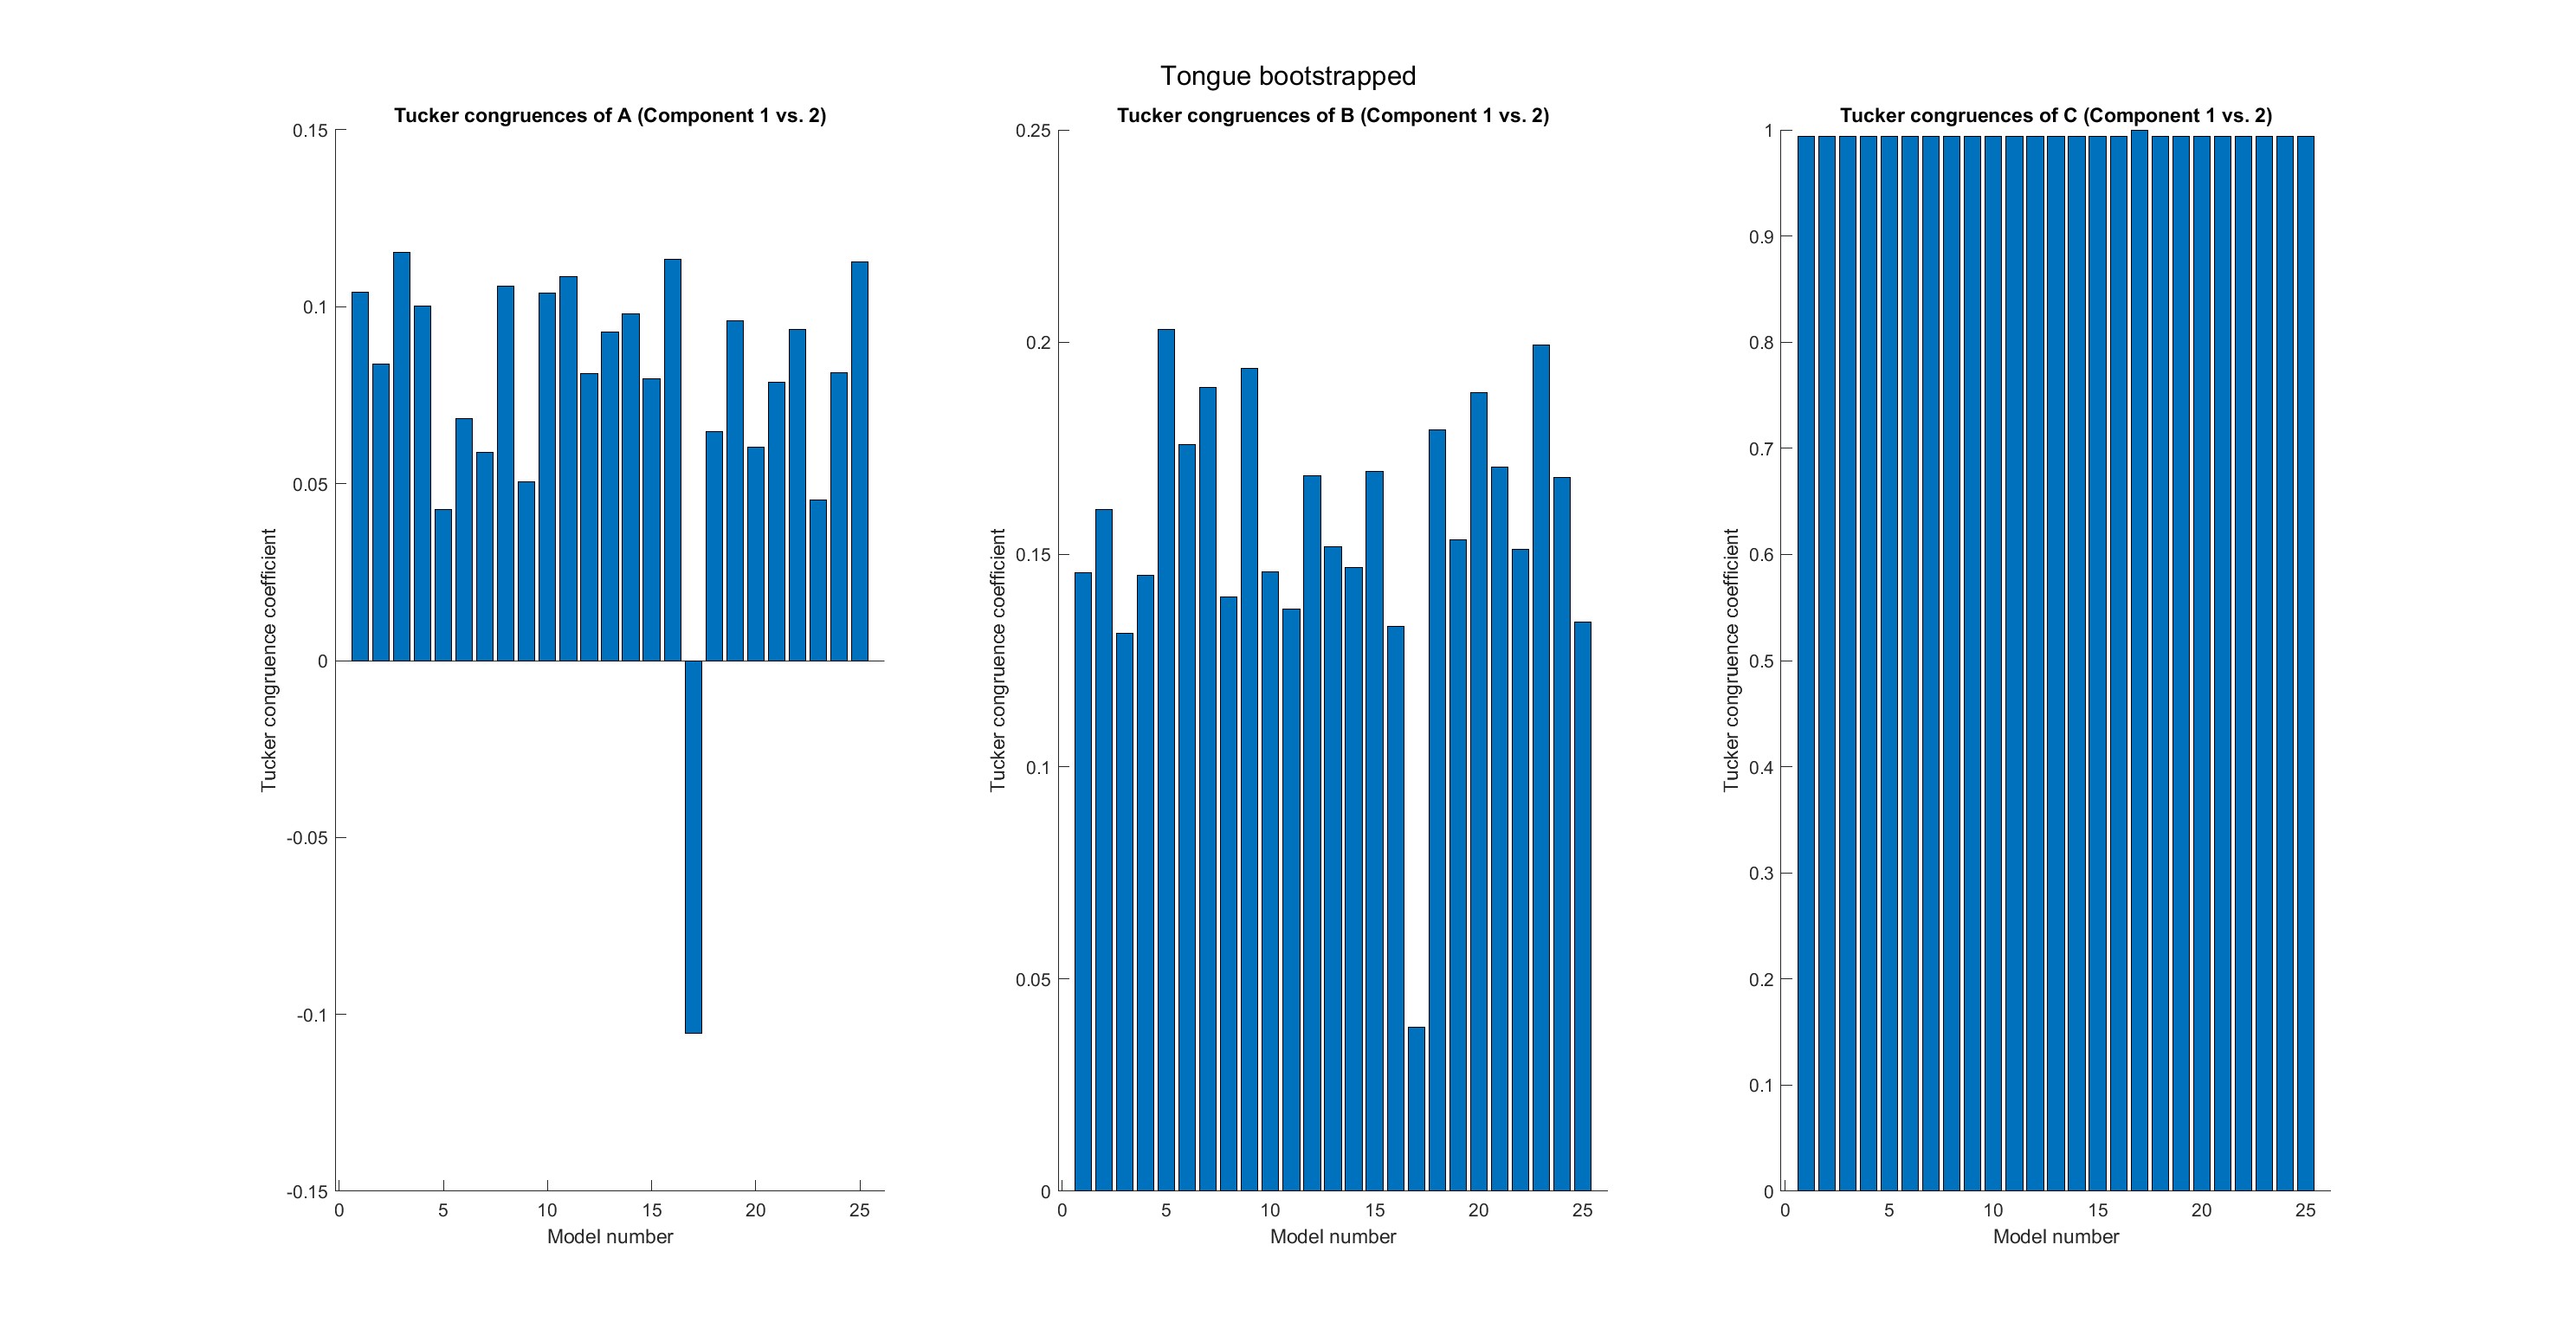 Tongue bootstrapped
Tucker congruences of A (Component 1 vs. 2)
0.15
0.1
0.05
0
-0.05
-0.1
-0.15
Tucker congruence coefficient
0 5 10 15 20 25
Model number
Tucker congruences of B (Component 1 vs. 2)
0.25
0.2
0.15
0.1
0.05
0
Tucker congruence coefficient
0 5 10 15 20 25
Model number
Tucker congruences of C (Component 1 vs. 2)
1
0.9
0.8
0.7
0.6
0.5
0.4
0.3
0.2
0.1
0
Tucker congruence coefficient
0 5 10 15 20 25
Model number